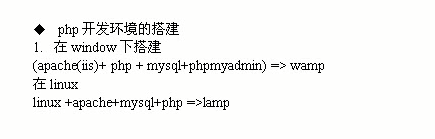 ◆ php 开发环境的搭建
1. 在 window 下搭建
(apache(iis)+ php + mysql+phpmyadmin) => wamp
在 linux
linux +apache+mysql+php =>lamp